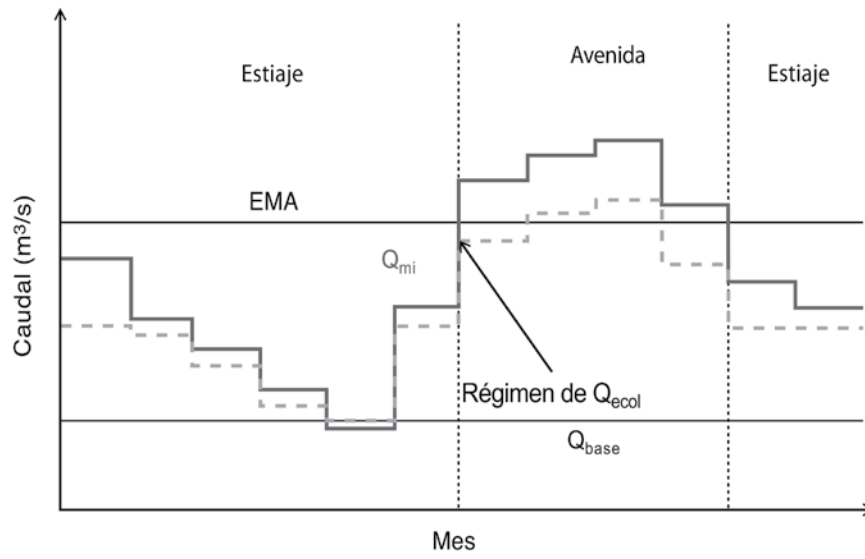 Estiaje
Avenida
Estiaje
EMA
Q_mi
Caudal (m³/s)
Régimen de Q_ecol
Q_base
Mes